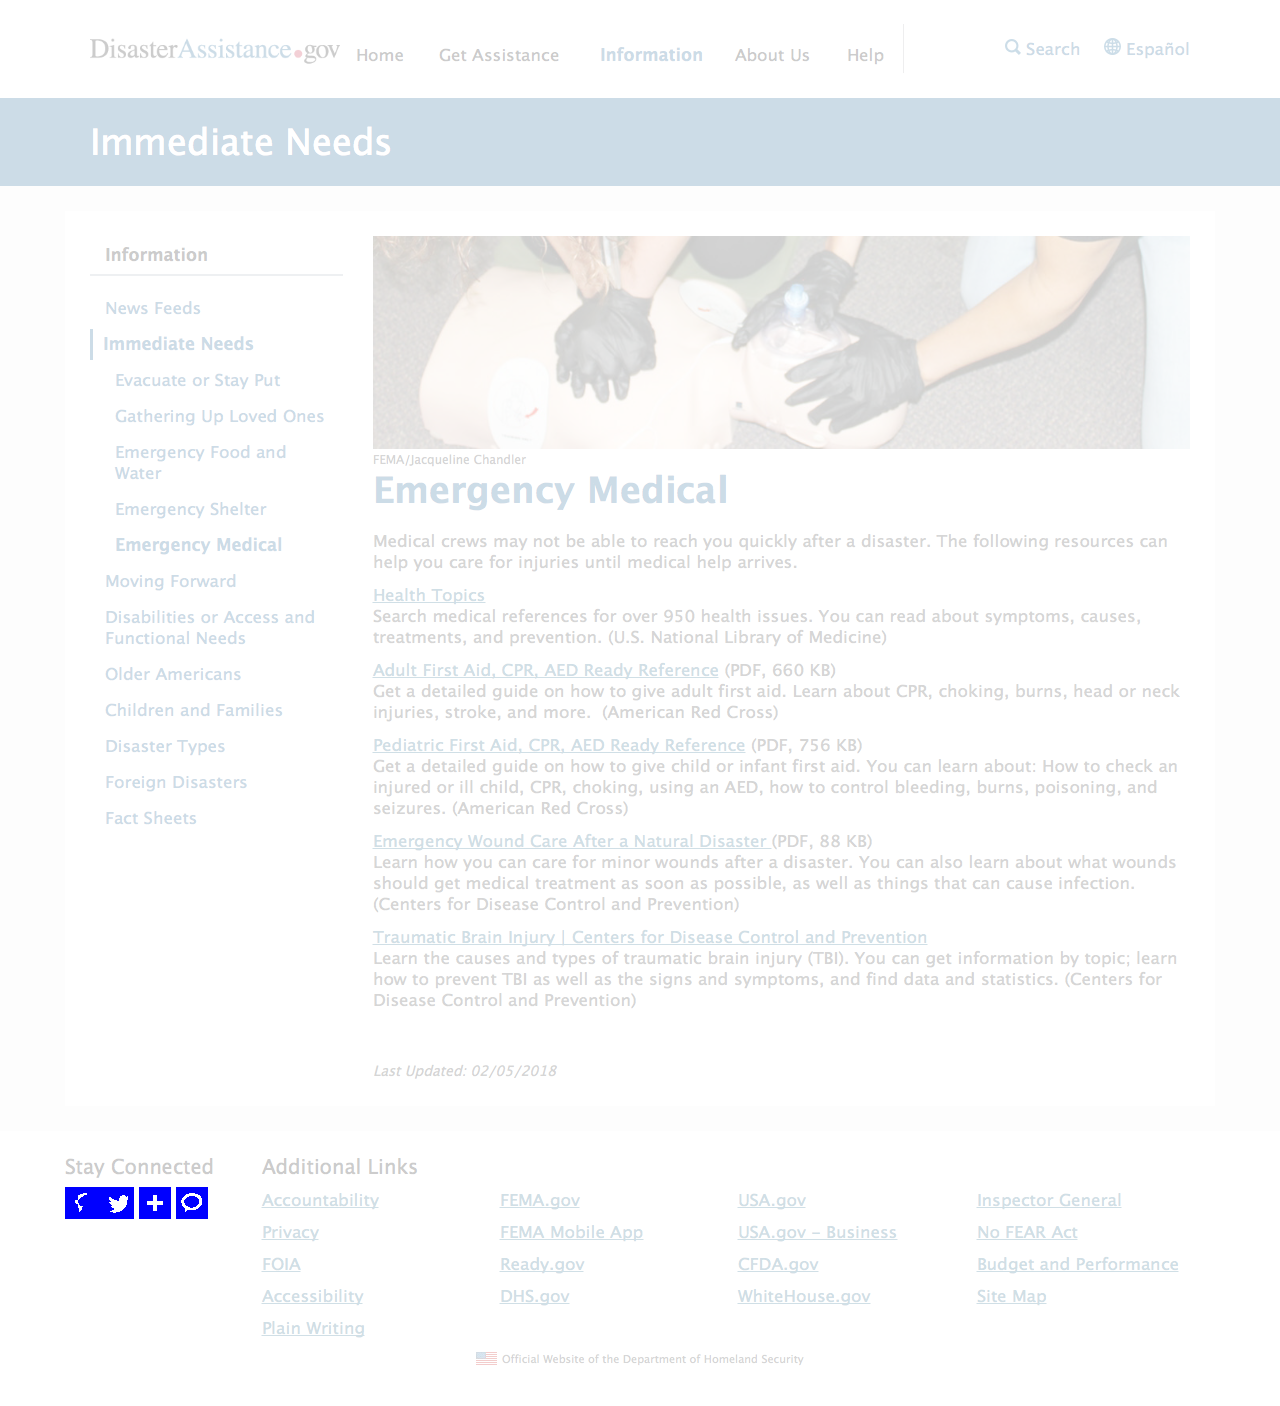 DisasterAssistance.gov
Home
Get Assistance
Information
About Us
Help
Search
Español
Immediate Needs
Information
News Feeds
Immediate Needs
Evacuate or Stay Put
Gathering Up Loved Ones
Emergency Food and
Water
Emergency Shelter
Emergency Medical
Moving Forward
Disabilities or Access and
Functional Needs
Older Americans
Children and Families
Disaster Types
Foreign Disasters
Fact Sheets
FEMA/Jacqueline Chandler
Emergency Medical
Medical crews may not be able to reach you quickly after a disaster. The following resources can
help you care for injuries until medical help arrives.
Health Topics
Search medical references for over 950 health issues. You can read about symptoms, causes,
treatments, and prevention. (U.S. National Library of Medicine)
Adult First Aid, CPR, AED Ready Reference (PDF, 660 KB)
Get a detailed guide on how to give adult first aid. Learn about CPR, choking, burns, head or neck
injuries, stroke, and more.  (American Red Cross)
Pediatric First Aid, CPR, AED Ready Reference (PDF, 756 KB)
Get a detailed guide on how to give child or infant first aid. You can learn about: How to check an
injured or ill child, CPR, choking, using an AED, how to control bleeding, burns, poisoning, and
seizures. (American Red Cross)
Emergency Wound Care After a Natural Disaster (PDF, 88 KB)
Learn how you can care for minor wounds after a disaster. You can also learn about what wounds
should get medical treatment as soon as possible, as well as things that can cause infection.
(Centers for Disease Control and Prevention)
Traumatic Brain Injury | Centers for Disease Control and Prevention
Learn the causes and types of traumatic brain injury (TBI). You can get information by topic; learn
how to prevent TBI as well as the signs and symptoms, and find data and statistics. (Centers for
Disease Control and Prevention)
Last Updated: 02/05/2018
Stay Connected
Additional Links
Accountability
Privacy
FOIA
Accessibility
Plain Writing
FEMA.gov
FEMA Mobile App
Ready.gov
DHS.gov
USA.gov
USA.gov – Business
CFDA.gov
WhiteHouse.gov
Inspector General
No FEAR Act
Budget and Performance
Site Map
Official Website of the Department of Homeland Security